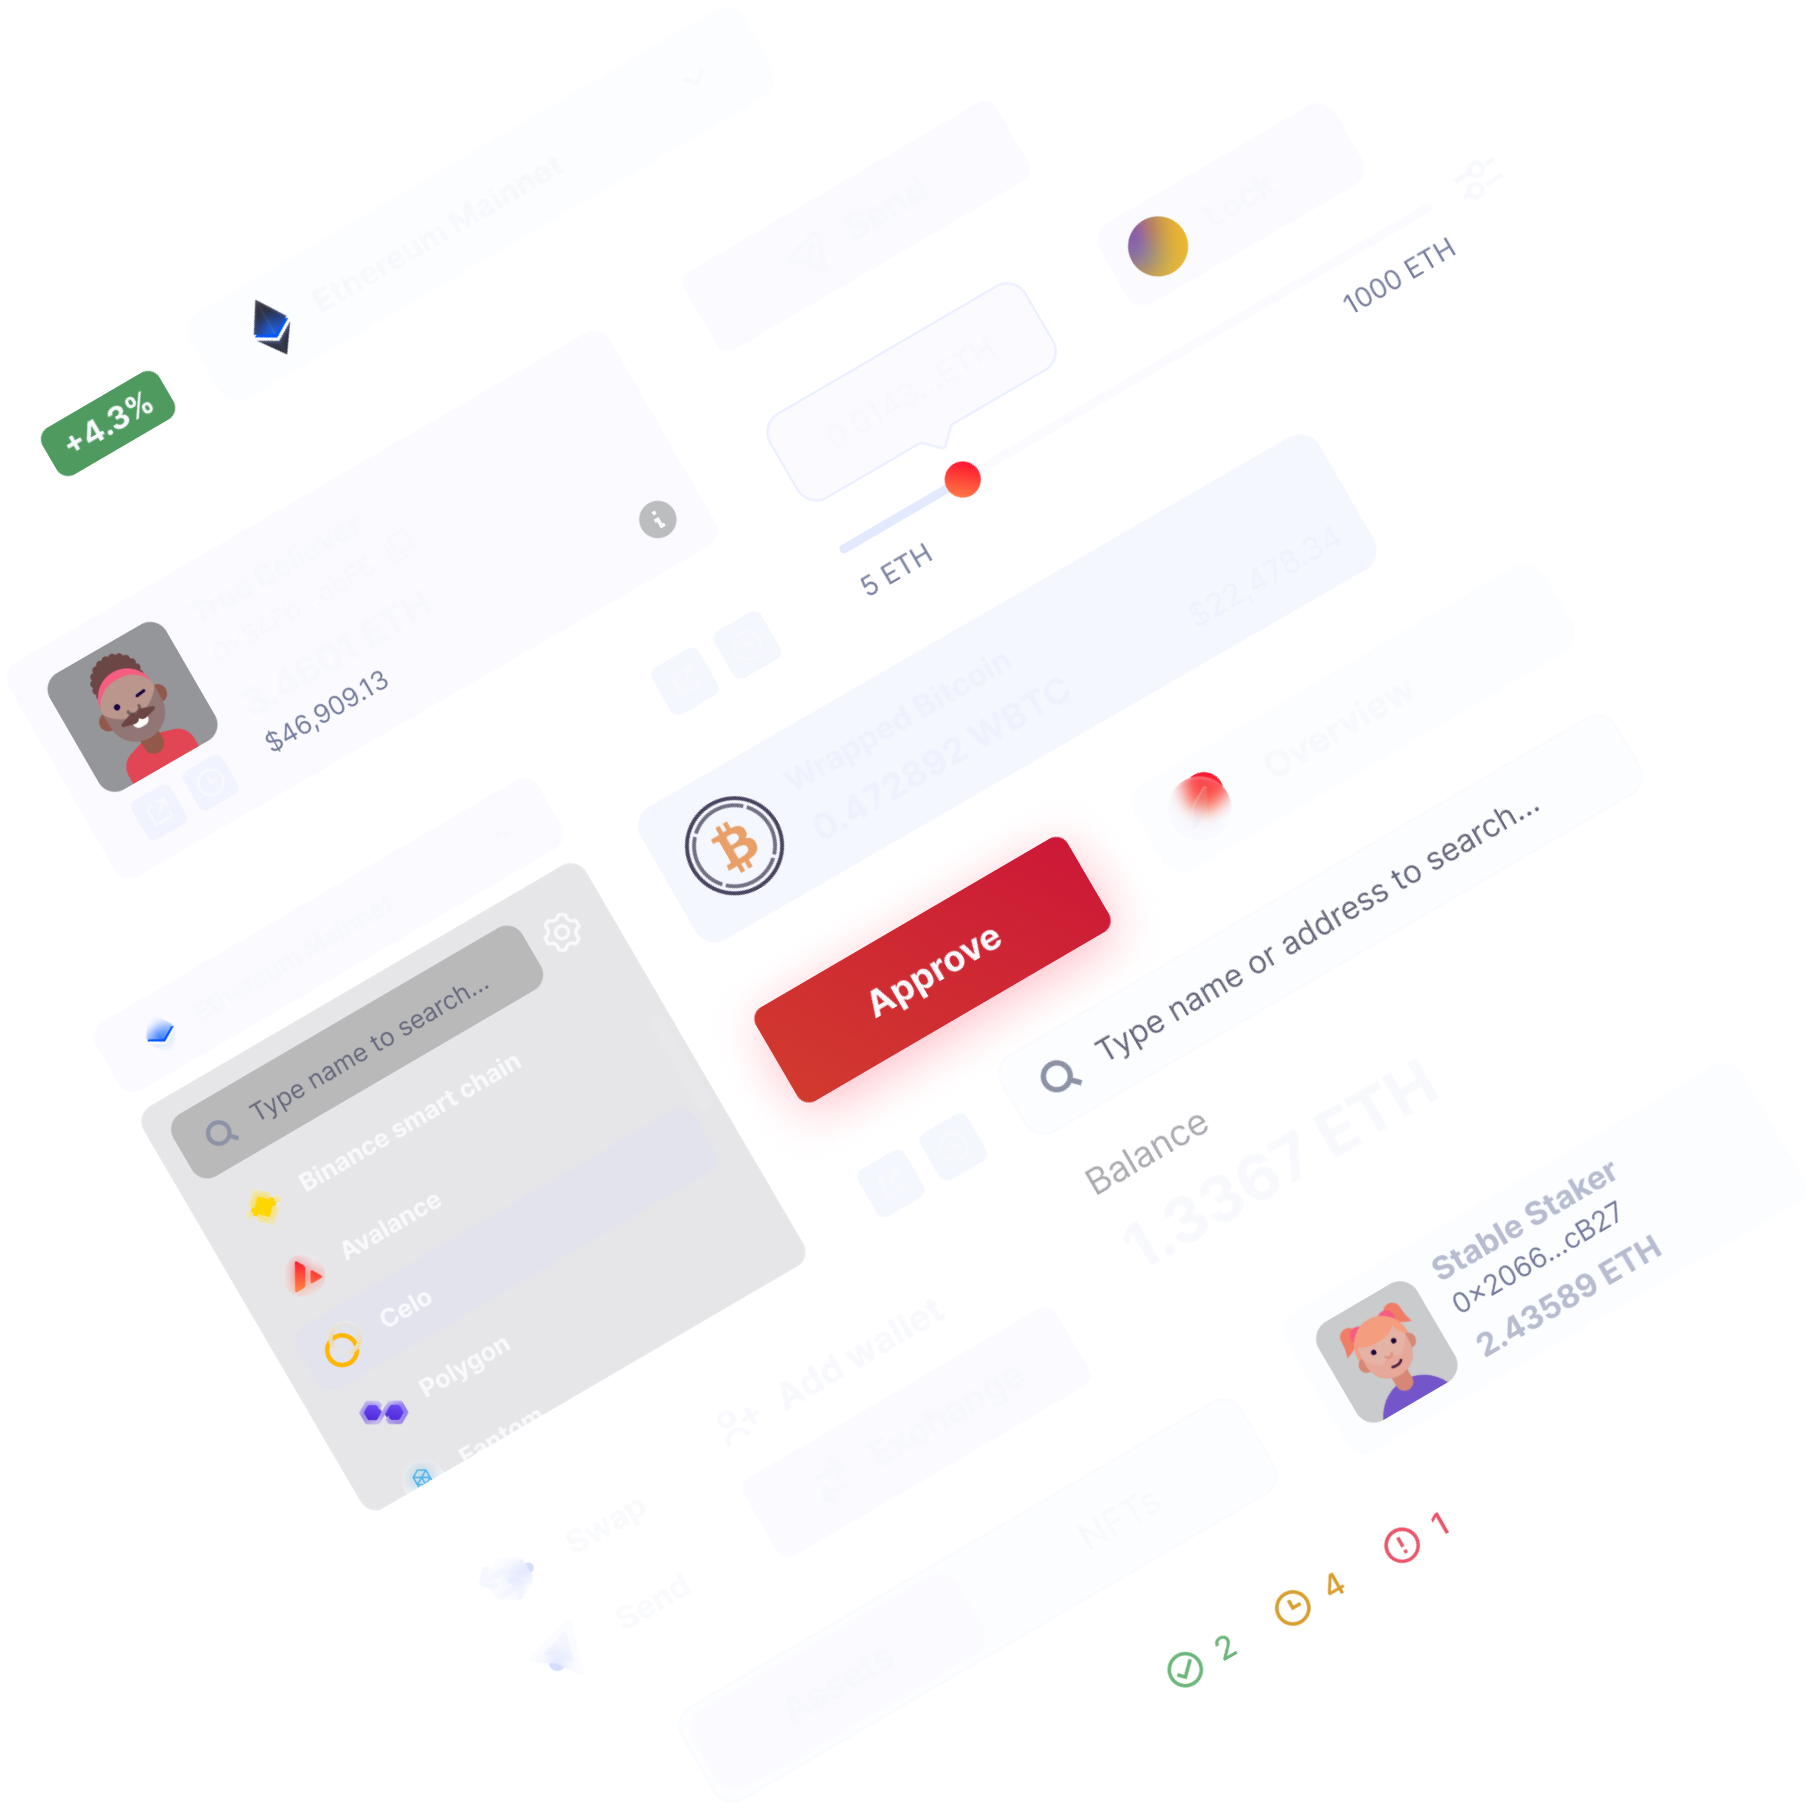 Ethereum Mainnet
Send
Lock
1000 ETH
+4.3%
0.0143...ETH
5 ETH
True Believer
3.4601 ETH
$46,909.13
$22,478.34
Wrapped Bitcoin
0.472892 WBTC
Overview
Mainnet
Type name to search...
Binance smart chain
Avalance
Celo
Polygon
Fantom
Approve
Type name or address to search...
Balance
1.3367 ETH
Stable Staker
0×2066...cB27
2.43589 ETH
Add wallet
Exchange
Swap
Send
NFTs
Assets
1
4
2